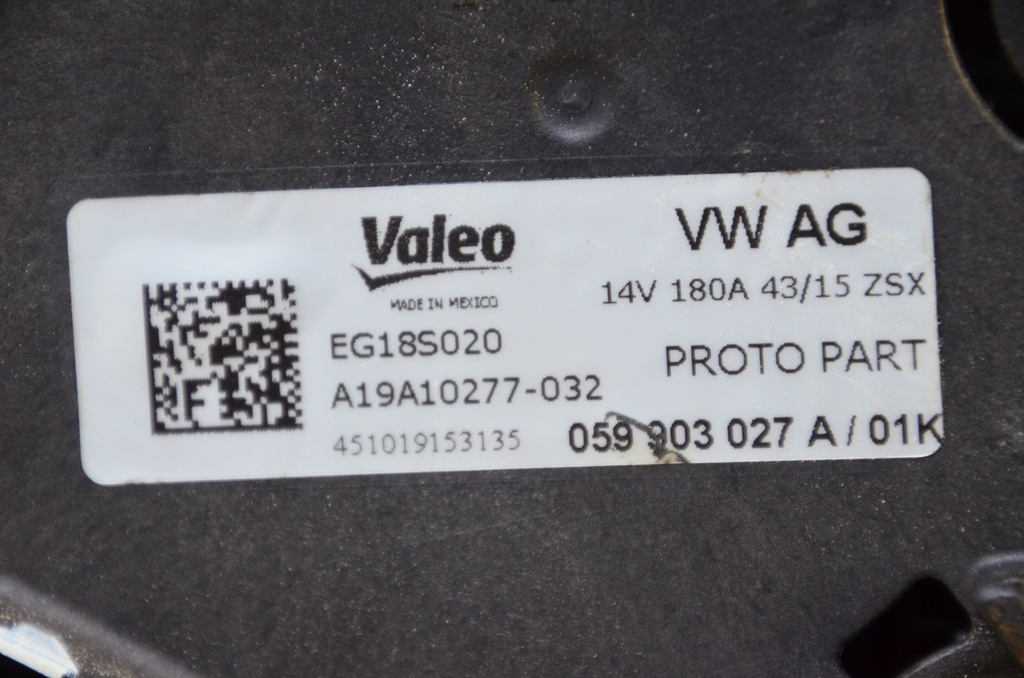 Valeo
MADE IN MEXICO
EG18S020
A19A10277-032
451019153135
VW AG
14V 180A 43/15 ZSX
PROTO PART
059 903 027 A / 01K
F